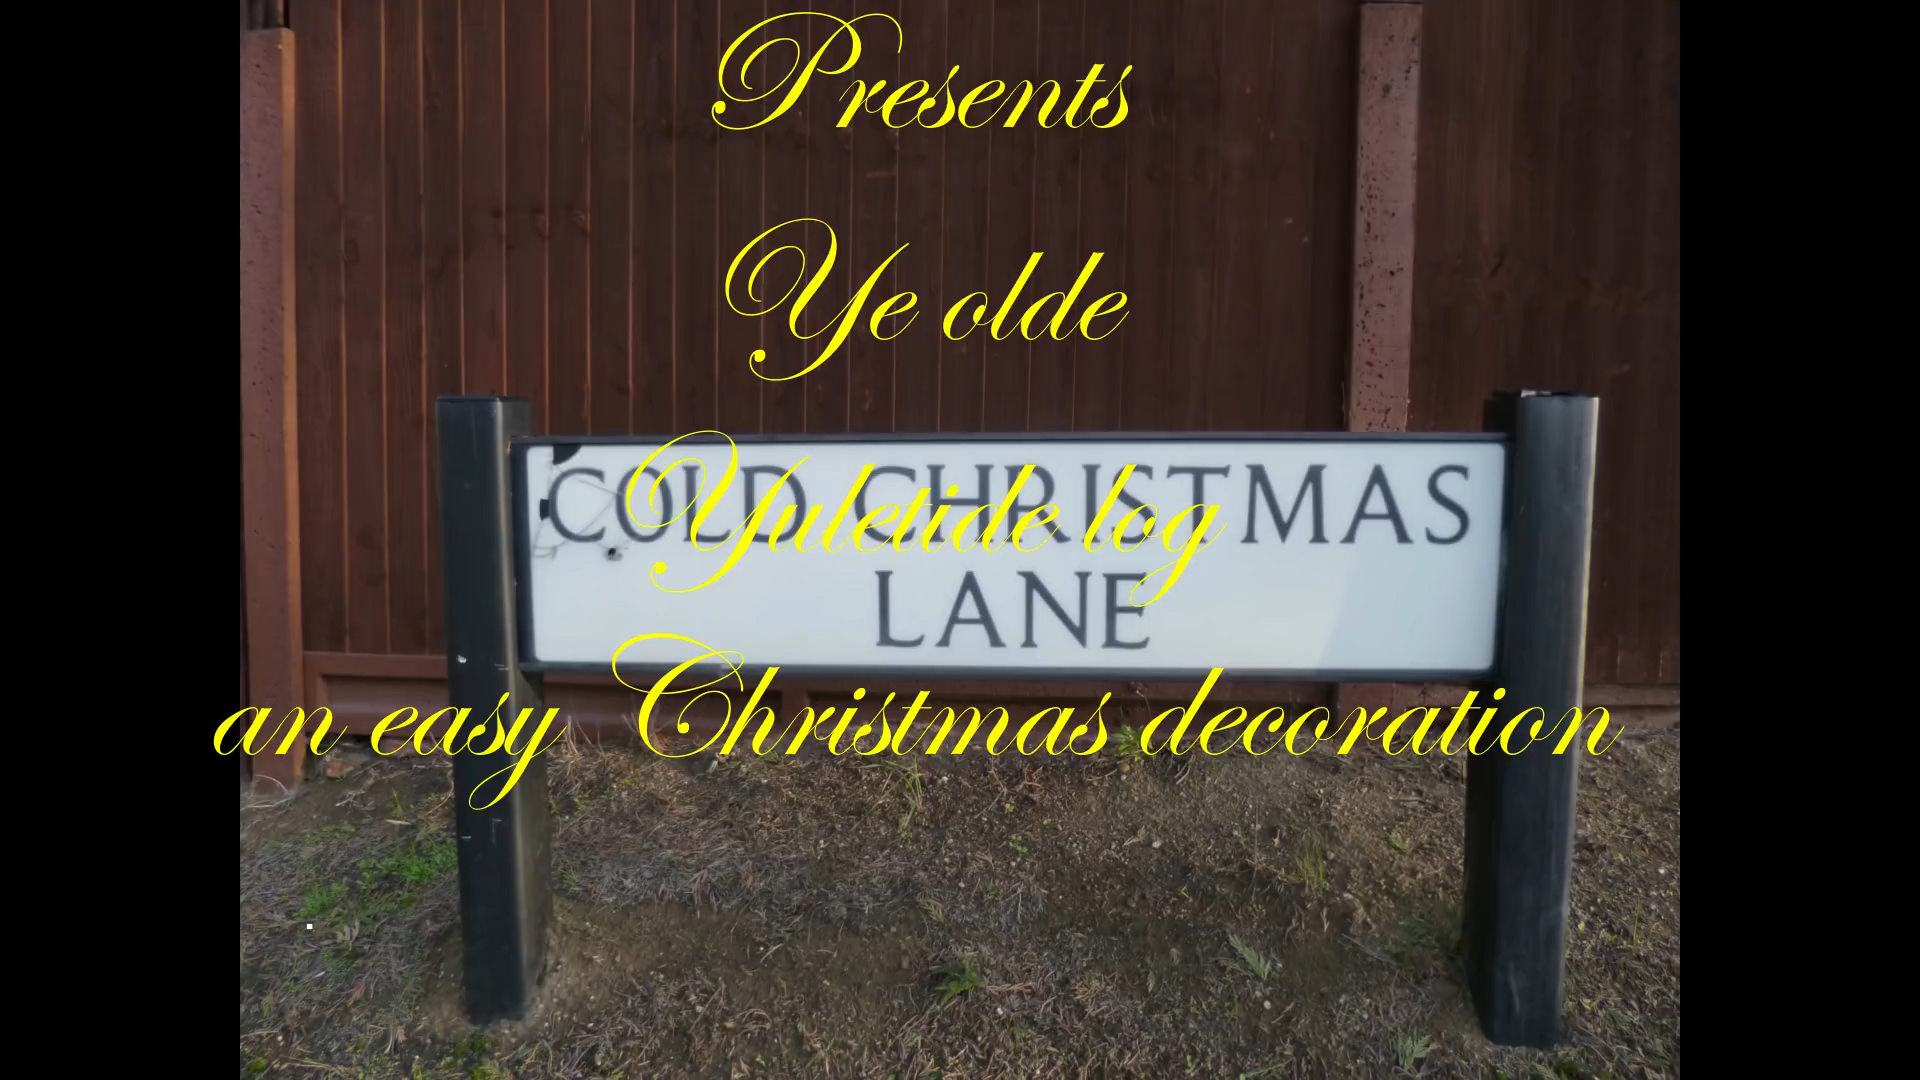 Presents
Ye olde
Yuletide log
COLD CHRISTMAS
LANE
an easy Christmas decoration